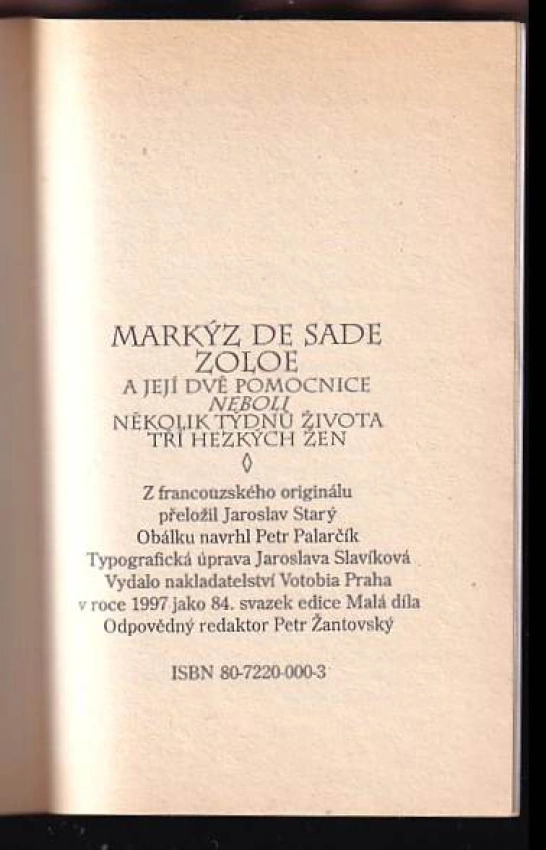 MARKÝZ DE SADE
ZOLOE
A JEJÍ DVĚ POMOCNICE
NEBOLI
NĚKOLIK TÝDNŮ ŽIVOTA
TŘÍ HEZKÝCH ŽEN
Z francouzského originálu
přeložil Jaroslav Starý
Obálku navrhl Petr Palarčík
Typografická úprava Jaroslava Slavíková
Vydalo nakladatelství Votobia Praha
v roce 1997 jako 84. svazek edice Malá díla
Odpovědný redaktor Petr Žantovský
ISBN 80-7220-000-3